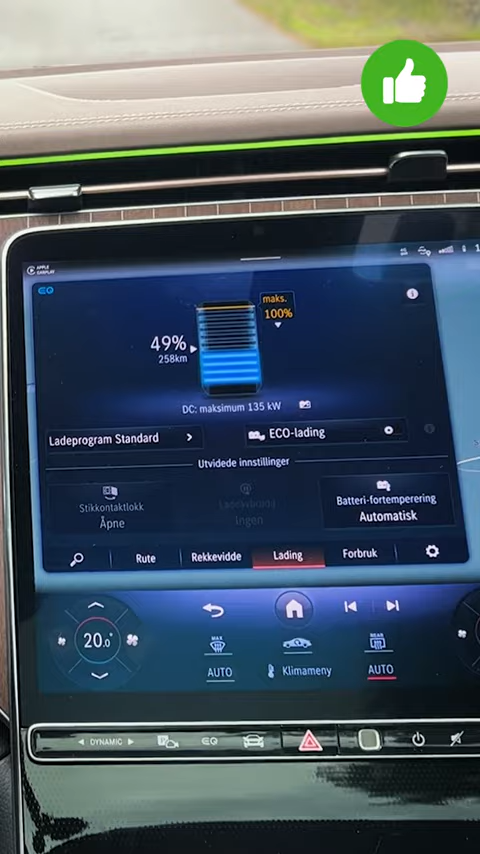 APPLE
CARPLAY
EQ
maks.
100%
49%
258km
DC: maksimum 135 kW
Ladeprogram Standard
ECO-lading
Utvidede innstillinger
Stikkontaktlokk
Åpne
Ingen
Batteri-fortemperering
Automatisk
Rute
Rekkevidde
Lading
Forbruk
20.0°
MAX
REAR
AUTO
Klimameny
AUTO
DYNAMIC
EQ